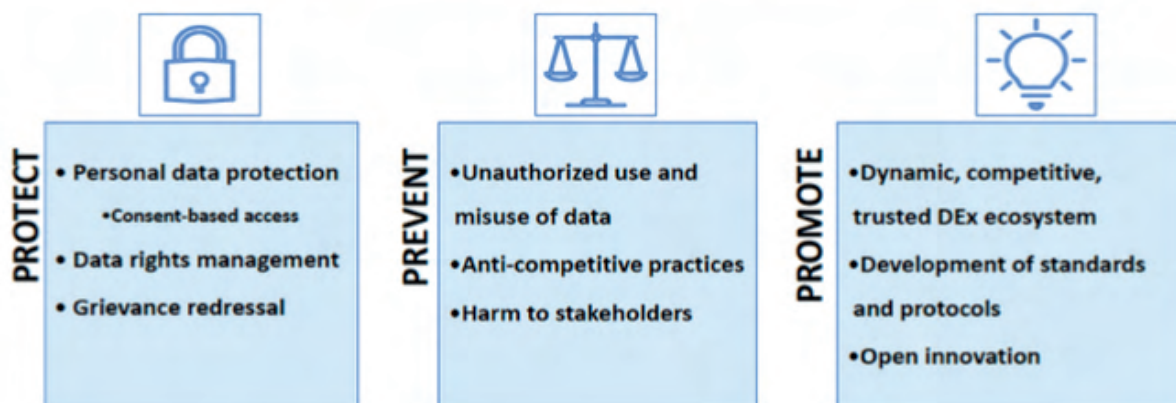 PROTECT
• Personal data protection
•Consent-based access
• Data rights management
• Grievance redressal
PREVENT
•Unauthorized use and
misuse of data
•Anti-competitive practices
•Harm to stakeholders
PROMOTE
•Dynamic, competitive,
trusted DEx ecosystem
•Development of standards
and protocols
•Open innovation